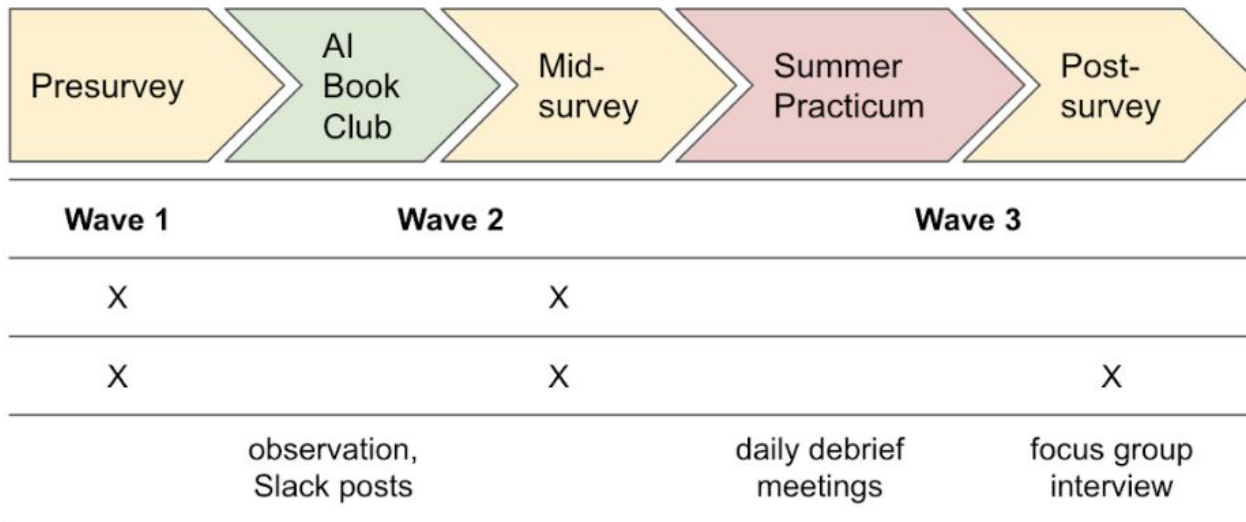 Presurvey
AI
Book
Club
Mid-
survey
Summer
Practicum
Post-
survey
Wave 1 Wave 2 Wave 3
X X
X X X
observation,
Slack posts
daily debrief
meetings
focus group
interview